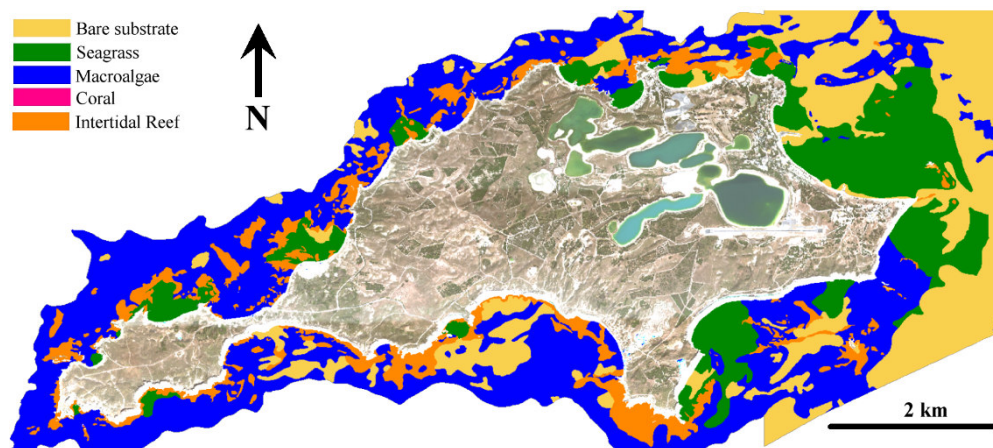 Bare substrate
Seagrass
Macroalgae
Coral
Intertidal Reef
N
2 km